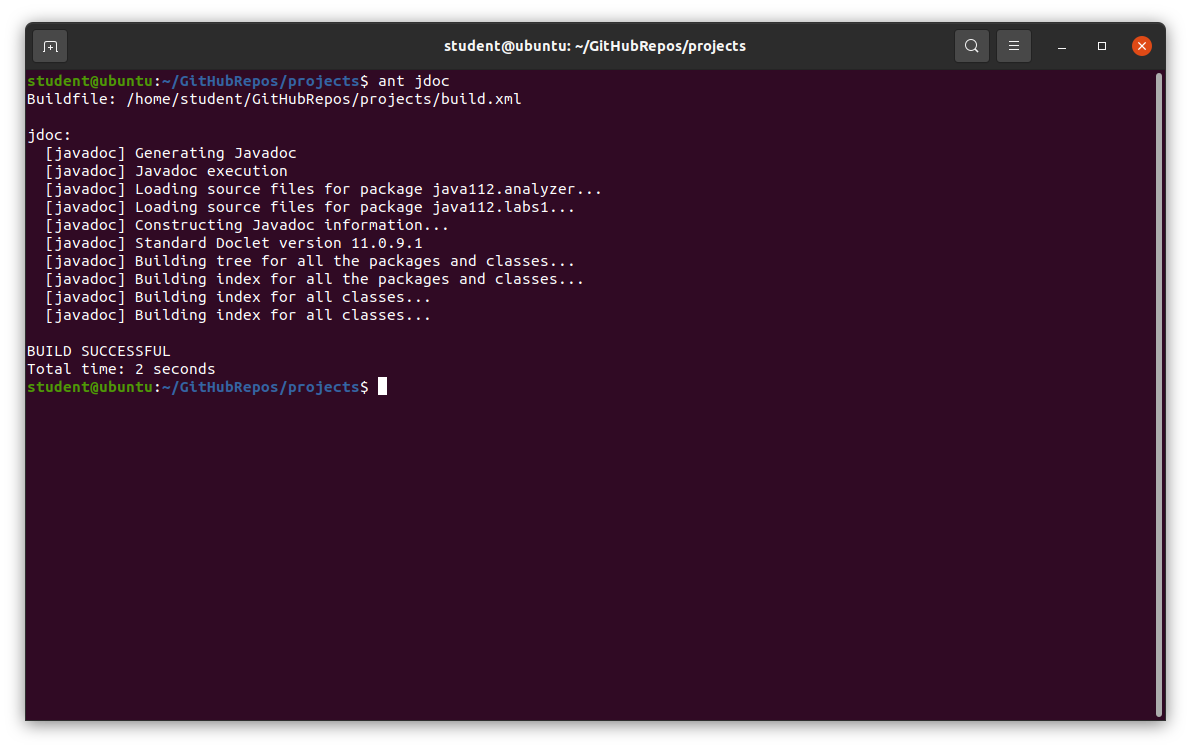 student@ubuntu: ~/GitHubRepos/projects
student@ubuntu:~/GitHubRepos/projects$ ant jdoc
Buildfile: /home/student/GitHubRepos/projects/build.xml
jdoc:
[javadoc] Generating Javadoc
[javadoc] Javadoc execution
[javadoc] Loading source files for package java112.analyzer...
[javadoc] Loading source files for package java112.labs1...
[javadoc] Constructing Javadoc information...
[javadoc] Standard Doclet version 11.0.9.1
[javadoc] Building tree for all the packages and classes...
[javadoc] Building index for all the packages and classes...
[javadoc] Building index for all classes...
[javadoc] Building index for all classes...
BUILD SUCCESSFUL
Total time: 2 seconds
student@ubuntu:~/GitHubRepos/projects$